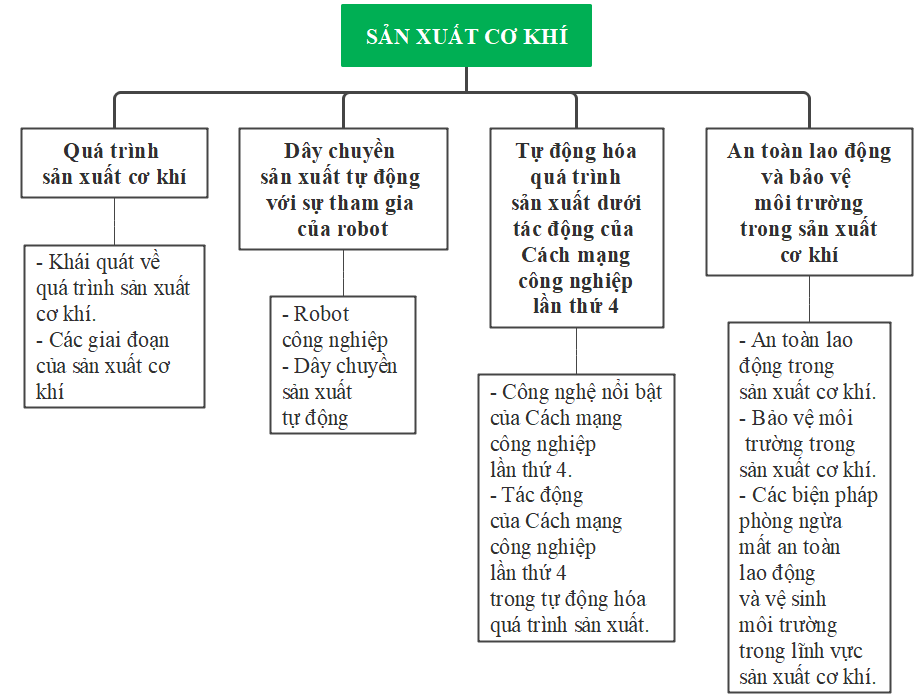 SẢN XUẤT CƠ KHÍ
Quá trình
sản xuất cơ khí
- Khái quát về
quá trình sản xuất
cơ khí.
- Các giai đoạn
của sản xuất cơ
khí
Dây chuyền
sản xuất tự động
với sự tham gia
của robot
- Robot
công nghiệp
- Dây chuyền
sản xuất
tự động
Tự động hóa
quá trình
sản xuất dưới
tác động của
Cách mạng
công nghiệp
lần thứ 4
- Công nghệ nổi bật
của Cách mạng
công nghiệp
lần thứ 4.
- Tác động
của Cách mạng
công nghiệp
lần thứ 4
trong tự động hóa
quá trình sản xuất.
An toàn lao động
và bảo vệ
môi trường
trong sản xuất
cơ khí
- An toàn lao
động trong
sản xuất cơ khí.
- Bảo vệ môi
trường trong
sản xuất cơ khí.
- Các biện pháp
phòng ngừa
mất an toàn
lao động
và vệ sinh
môi trường
trong lĩnh vực
sản xuất cơ khí.